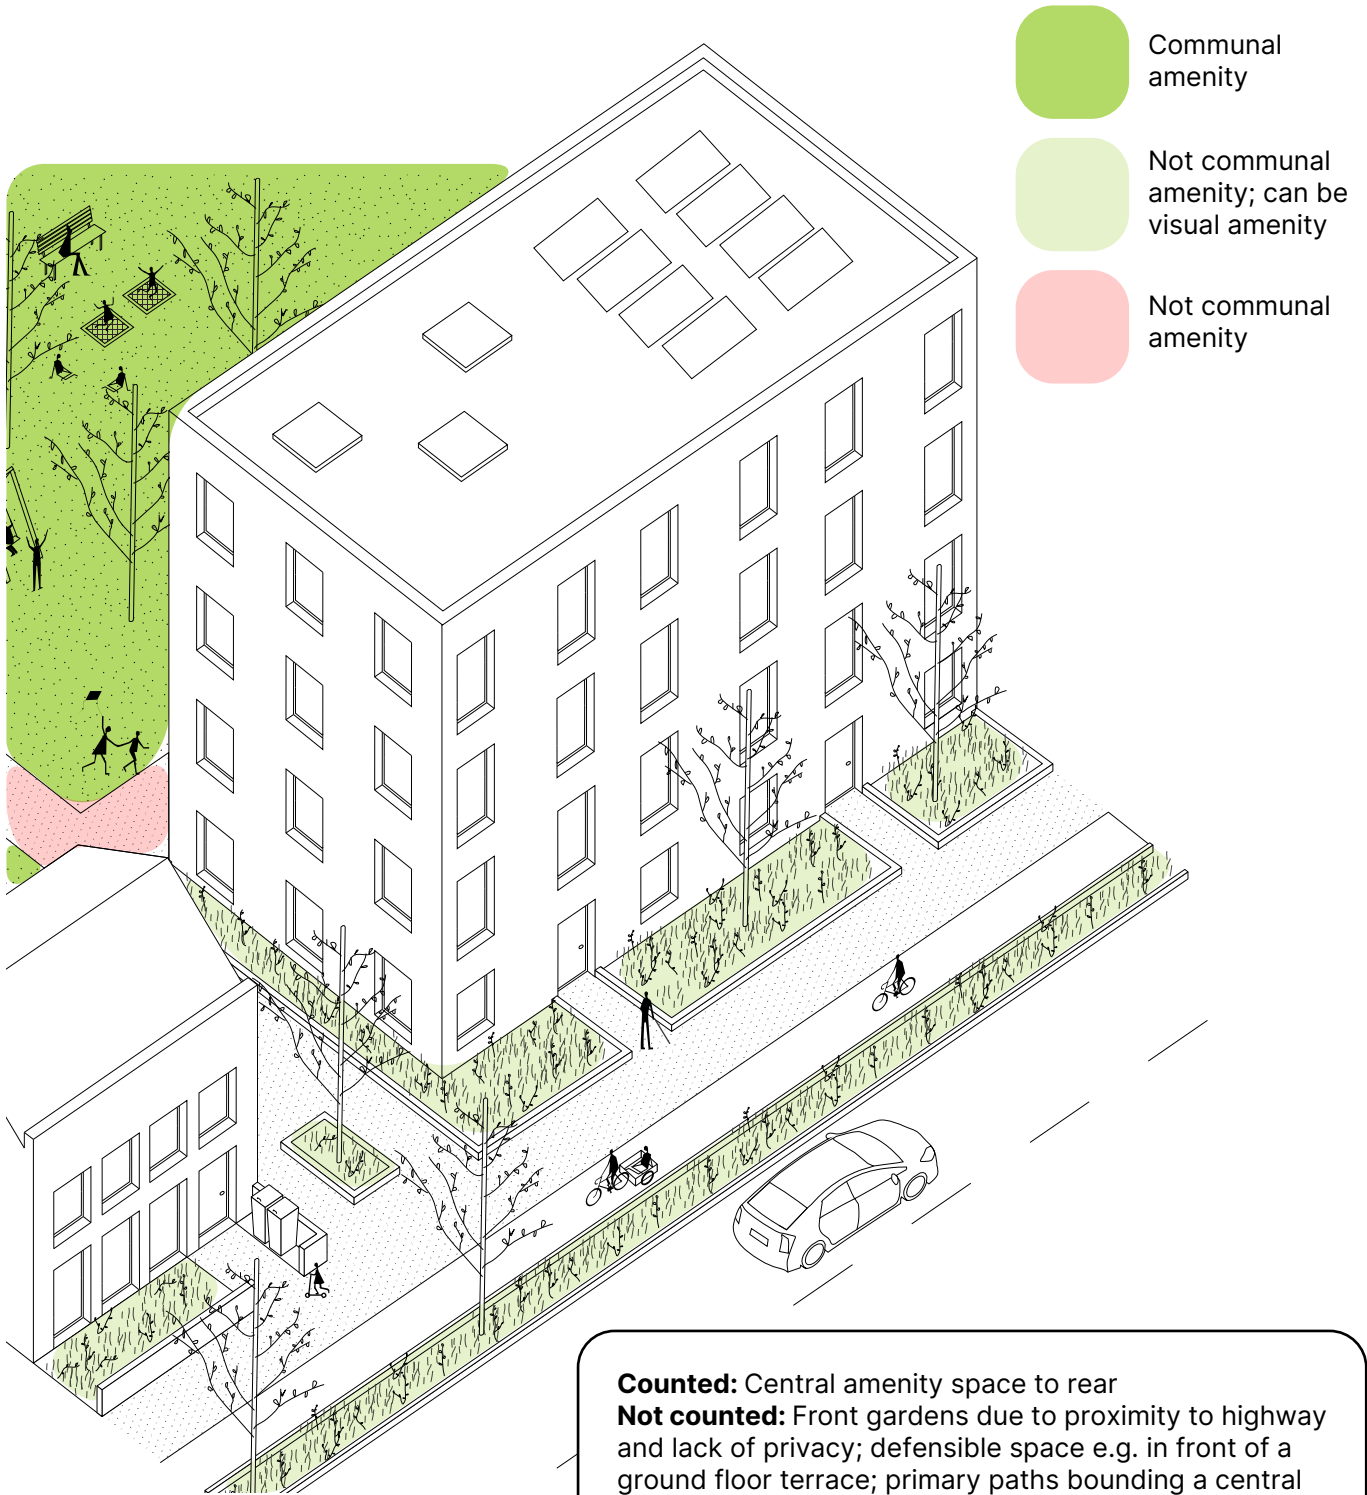 Communal
amenity
Not communal
amenity; can be
visual amenity
Not communal
amenity
Counted: Central amenity space to rear
Not counted: Front gardens due to proximity to highway
and lack of privacy; defensible space e.g. in front of a
ground floor terrace; primary paths bounding a central